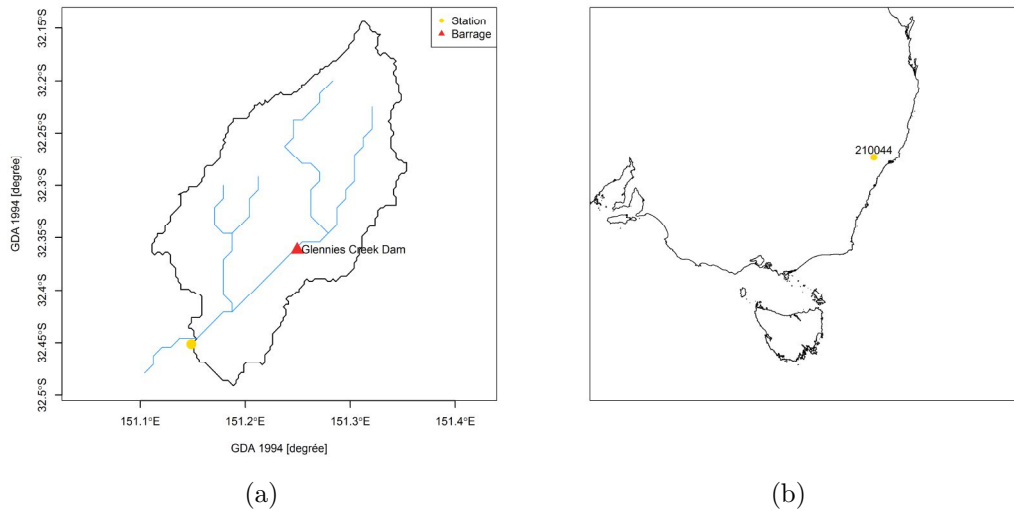 Station
Barrage
32.15°S
32.2°S
32.25°S
32.3°S
32.35°S
32.4°S
32.45°S
32.5°S
GDA 1994 [degrée]
Glennies Creek Dam
151.1°E
151.2°E
151.3°E
151.4°E
GDA 1994 [degrée]
(a)
210044
(b)